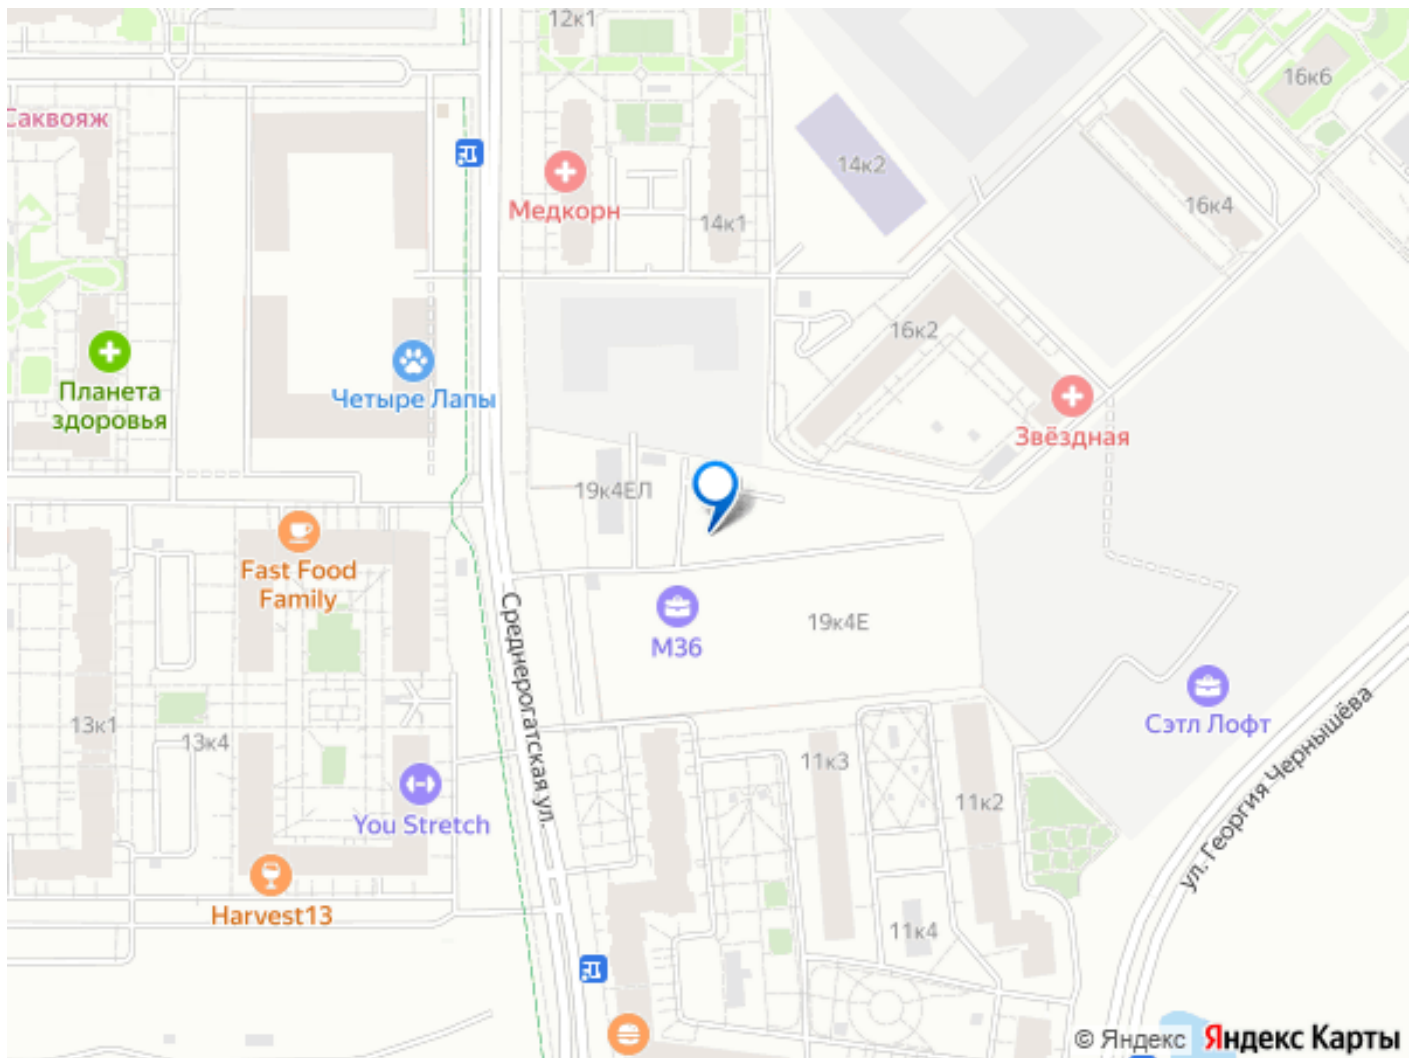 12к1
16к6
Саквояж
14к2
Медкорн
14к1
16к4
16к2
Планета
здоровья
Четыре Лапы
Звёздная
19к4ЕЛ
Fast Food
Family
19к4Е
М36
Среднерогатская ул.
13к1
13к4
Сэтл Лофт
11к3
11к2
You Stretch
ул. Георгия Чернышёва
Harvest13
11к4
© Яндекс Яндекс Карты